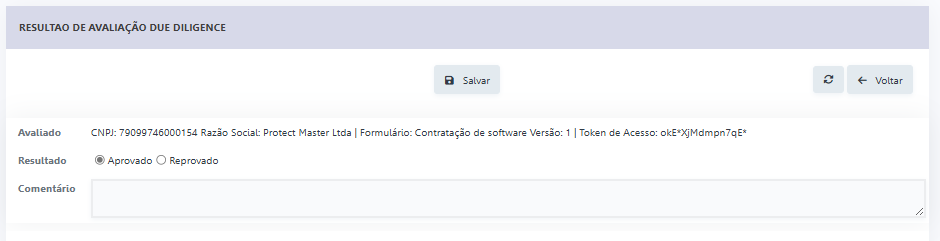 RESULTAO DE AVALIAÇÃO DUE DILIGENCE
Salvar
Voltar
Avaliado CNPJ: 79099746000154 Razão Social: Protect Master Ltda | Formulário: Contratação de software Versão: 1 | Token de Acesso: okE*XjMdmpn7qE*
Resultado Aprovado Reprovado
Comentário